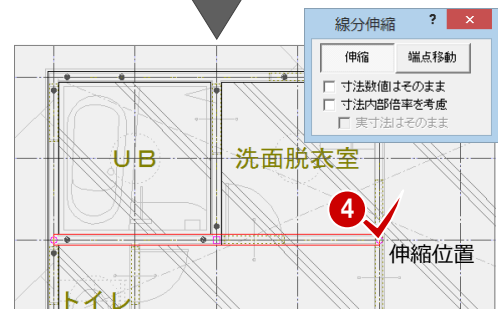 線分伸縮 ? ×
伸縮 端点移動
寸法数値はそのまま
寸法内部倍率を考慮
実寸法はそのまま
UB 洗面脱衣室
4
伸縮位置
トイレ